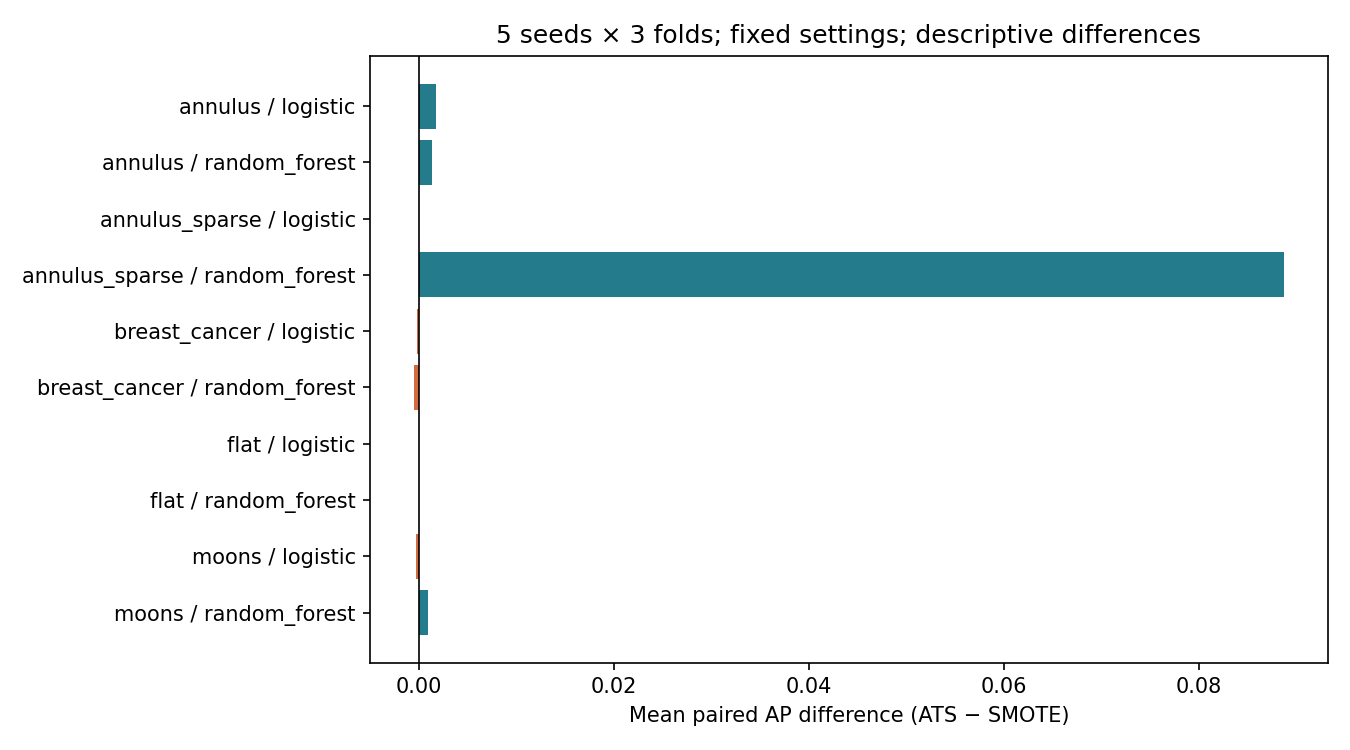 5 seeds × 3 folds; fixed settings; descriptive differences
annulus / logistic
annulus / random_forest
annulus_sparse / logistic
annulus_sparse / random_forest
breast_cancer / logistic
breast_cancer / random_forest
flat / logistic
flat / random_forest
moons / logistic
moons / random_forest
0.00 0.02 0.04 0.06 0.08
Mean paired AP difference (ATS − SMOTE)